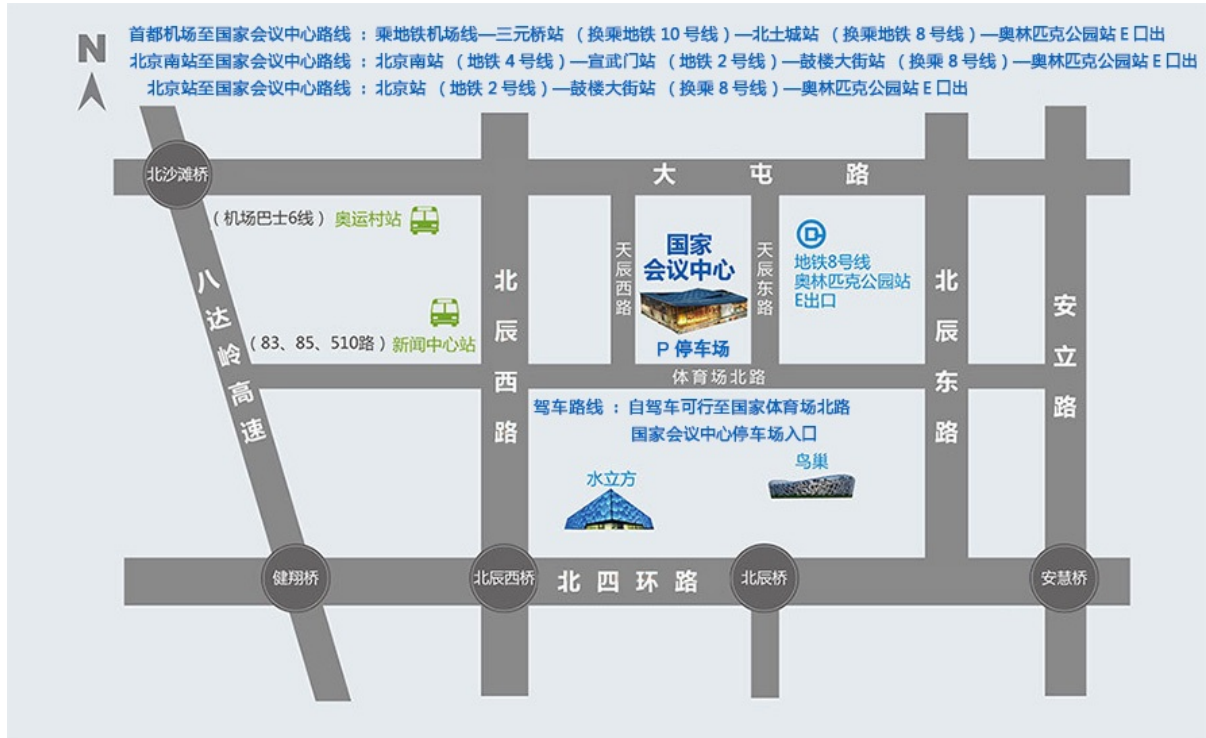 首都机场至国家会议中心路线：乘地铁机场线—三元桥站（换乘地铁10号线）—北土城站（换乘地铁8号线）—奥林匹克公园站E口出
N
北京南站至国家会议中心路线：北京南站（地铁4号线）—宣武门站（地铁2号线）—鼓楼大街站（换乘8号线）—奥林匹克公园站E口出
北京站至国家会议中心路线：北京站（地铁2号线）—鼓楼大街站（换乘8号线）—奥林匹克公园站E口出
北沙滩桥
大屯路
（机场巴士6线）奥运村站
八达岭高速
北辰西路
天辰西路
国家
会议中心
P 停车场
天辰东路
地铁8号线
奥林匹克公园站
E出口
北辰东路
安立路
（83、85、510路）新闻中心站
体育场北路
驾车路线：自驾车可行至国家体育场北路
国家会议中心停车场入口
水立方
鸟巢
健翔桥
北辰西桥
北四环路
北辰桥
安慧桥